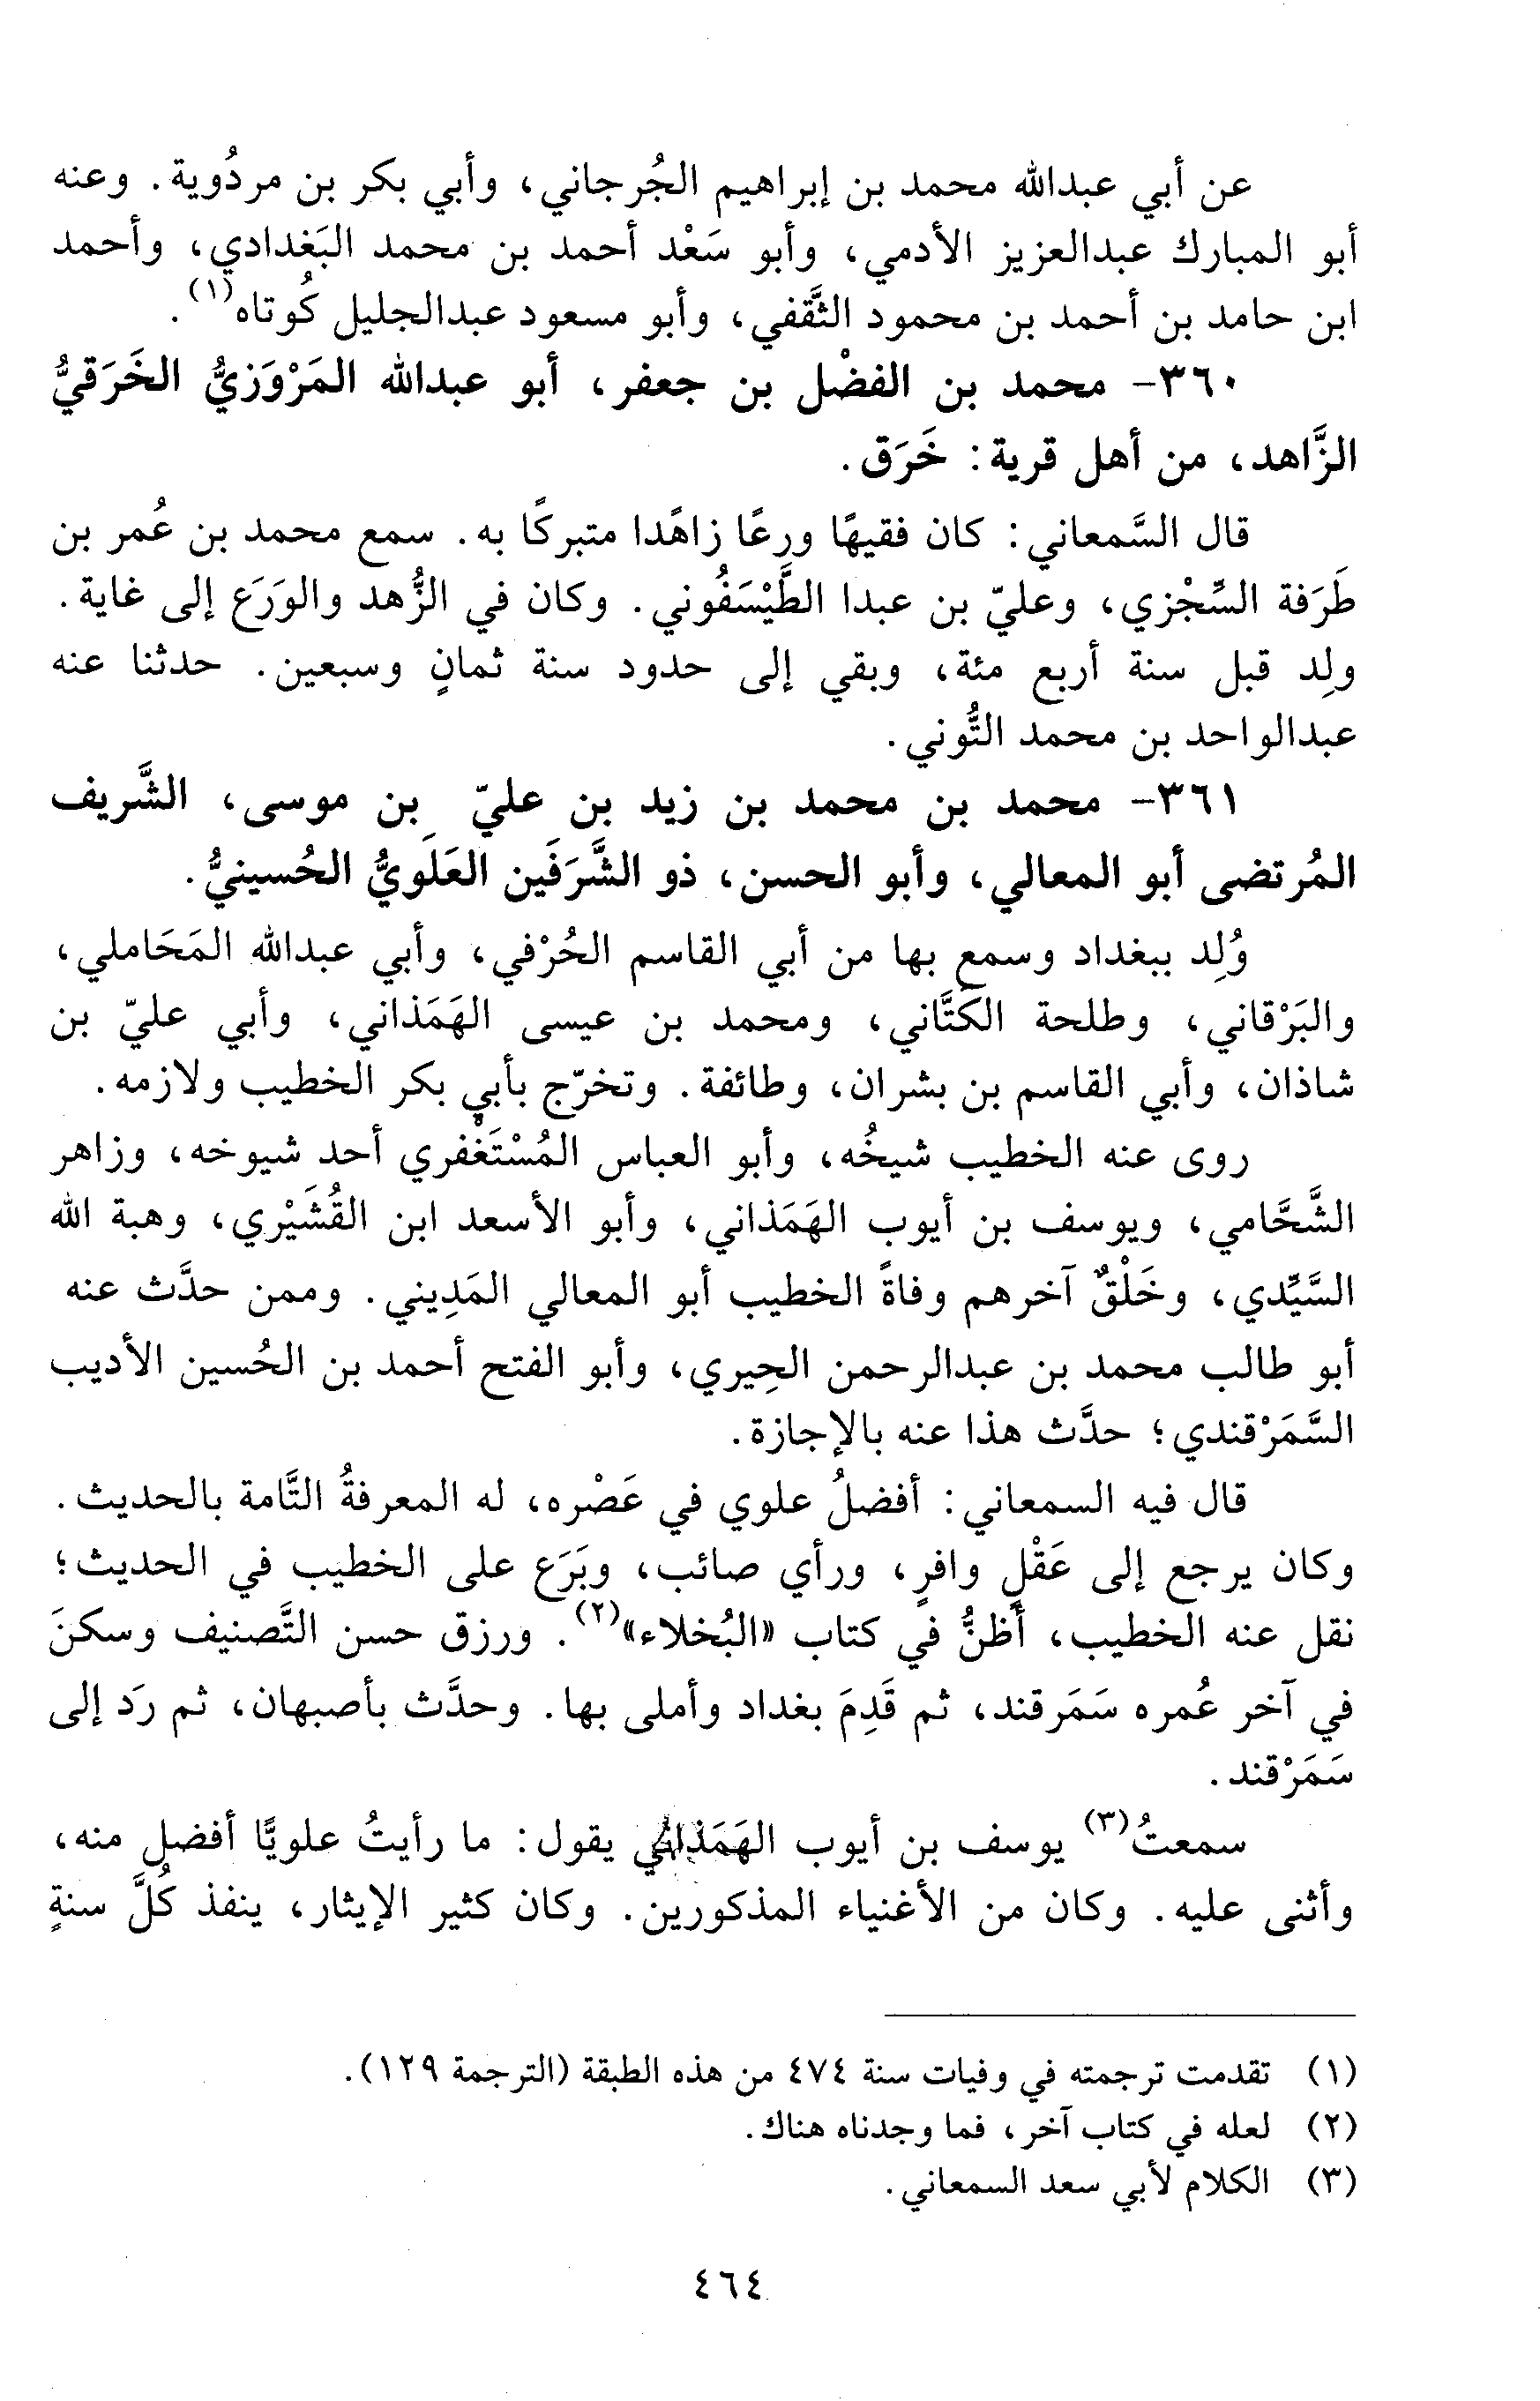 عن أبي عبدالله محمد بن إبراهيم الجُرجاني، وأبي بكر بن مردُوية. وعنه
أبو المبارك عبدالعزيز الأدمي، وأبو سَعْد أحمد بن محمد البَغدادي، وأحمد
ابن حامد بن أحمد بن محمود الثَّقفي، وأبو مسعود عبدالجليل كُوتاه(١).
٣٦٠- محمد بن الفضْل بن جعفر، أبو عبدالله المَرْوَزيُّ الخَرَقيُّ
الزَّاهد، من أهل قرية: خَرَق.
قال السَّمعاني: كان فقيهًا ورعًا زاهًدا متبركًا به. سمع محمد بن عُمر بن
طَرَفة السِّجْزي، وعليّ بن عبدا الطَّيْسَفُوني. وكان في الزُّهد والوَرَع إلى غاية.
ولِد قبل سنة أربع مئة، وبقي إلى حدود سنة ثمانٍ وسبعين. حدثنا عنه
عبدالواحد بن محمد التُّوني.
٣٦١- محمد بن محمد بن زيد بن عليّ بن موسى، الشَّريف
المُرتضى أبو المعالي، وأبو الحسن، ذو الشَّرَفَين العَلَويُّ الحُسينيُّ.
وُلِد ببغداد وسمع بها من أبي القاسم الحُرْفي، وأبي عبدالله المَحَاملي،
والبَرْقاني، وطلحة الكَتَّاني، ومحمد بن عيسى الهَمَذاني، وأبي عليّ بن
شاذان، وأبي القاسم بن بشران، وطائفة. وتخرّج بأبي بكر الخطيب ولازمه.
روى عنه الخطيب شيخُه، وأبو العباس المُسْتَغْفري أحد شيوخه، وزاهر
الشَّحَّامي، ويوسف بن أيوب الهَمَذاني، وأبو الأسعد ابن القُشَيْري، وهبة الله
السَّيِّدي، وخَلْقٌ آخرهم وفاةً الخطيب أبو المعالي المَدِيني. وممن حدَّث عنه
أبو طالب محمد بن عبدالرحمن الحِيري، وأبو الفتح أحمد بن الحُسين الأديب
السَّمَرْقندي؛ حدَّث هذا عنه بالإجازة.
قال فيه السمعاني: أفضلُ علوي في عَصْره، له المعرفةُ التَّامة بالحديث.
وكان يرجع إلى عَقْلٍ وافرٍ، ورأي صائب، وبَرَع على الخطيب في الحديث؛
نقل عنه الخطيب، أظنُّ في كتاب «البُخلاء»(٢). ورزق حسن التَّصنيف وسكنَ
في آخر عُمره سَمَرقند، ثم قَدِمَ بغداد وأملى بها. وحدَّث بأصبهان، ثم رَد إلى
سَمَرْقند.
سمعتُ(٣) يوسف بن أيوب الهَمَذاني يقول: ما رأيتُ علويًّا أفضل منه،
وأثنى عليه. وكان من الأغنياء المذكورين. وكان كثير الإيثار، ينفذ كُلَّ سنةٍ
(١) تقدمت ترجمته في وفيات سنة ٤٧٤ من هذه الطبقة (الترجمة ١٢٩).
(٢) لعله في كتاب آخر، فما وجدناه هناك.
(٣) الكلام لأبي سعد السمعاني.
٤٦٤